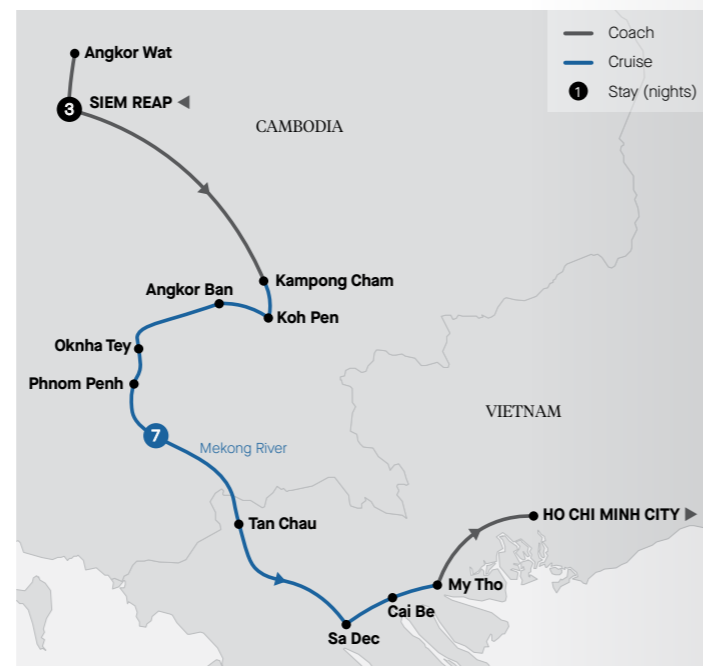 Coach
Cruise
1 Stay (nights)
Angkor Wat
3 SIEM REAP
CAMBODIA
Kampong Cham
Angkor Ban
Koh Pen
Oknha Tey
Phnom Penh
VIETNAM
7
Mekong River
HO CHI MINH CITY
Tan Chau
My Tho
Cai Be
Sa Dec